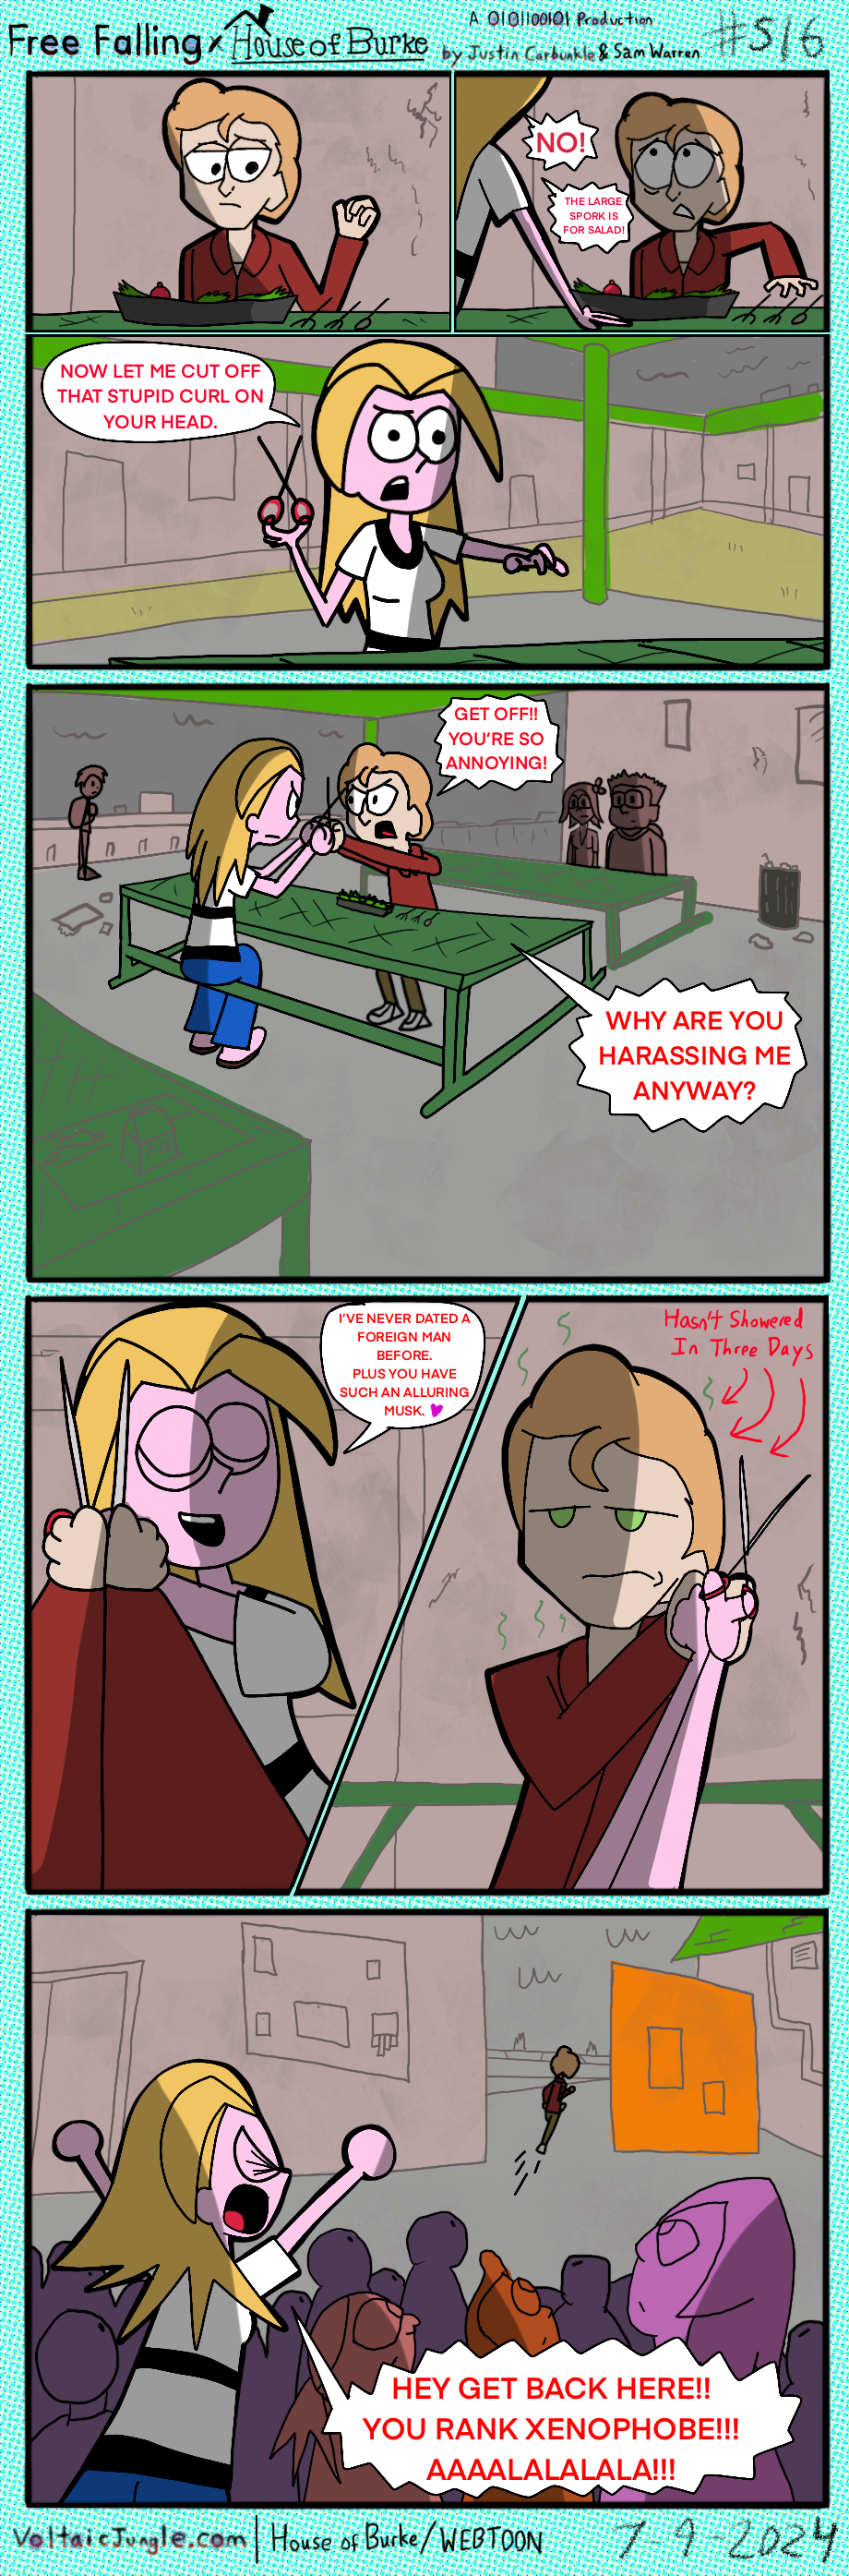 Free Falling x House of Burke
A 0101100101 Production
by Justin Carbunkle & Sam Warren
#516
NO!
THE LARGE
SPORK IS
FOR SALAD!
NOW LET ME CUT OFF
THAT STUPID CURL ON
YOUR HEAD.
GET OFF!!
YOU'RE SO
ANNOYING!
WHY ARE YOU
HARASSING ME
ANYWAY?
I'VE NEVER DATED A
FOREIGN MAN
BEFORE.
PLUS YOU HAVE
SUCH AN ALLURING
MUSK.
Hasn't Showered
In Three Days
HEY GET BACK HERE!!
YOU RANK XENOPHOBE!!!
AAAALALALALA!!!
VoltaicJungle.com | House of Burke/WEBTOON
7-9-2024